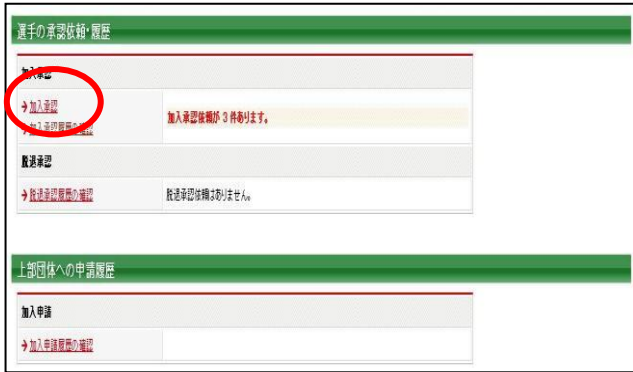 選手の承認依頼・履歴
加入承認
→加入承認
→加入承認履歴の確認
加入承認依頼が 3 件あります。
脱退承認
→脱退承認履歴の確認
脱退承認依頼はありません。
上部団体への申請履歴
加入申請
→加入申請履歴の確認